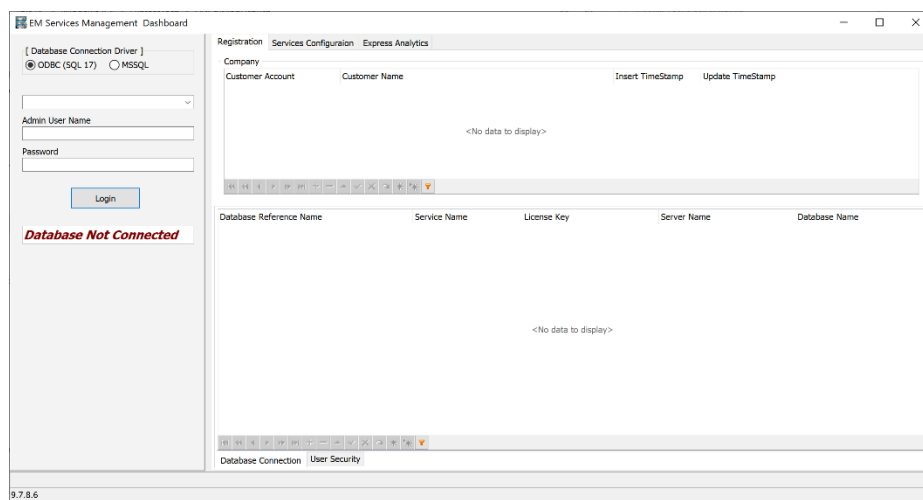 EM Services Management Dashboard
[ Database Connection Driver ]
ODBC (SQL 17) MSSQL
Admin User Name
Password
Login
Database Not Connected
Registration Services Configuraion Express Analytics
Company
Customer Account Customer Name Insert TimeStamp Update TimeStamp
<No data to display>
Database Reference Name Service Name License Key Server Name Database Name
<No data to display>
Database Connection User Security
9.7.8.6